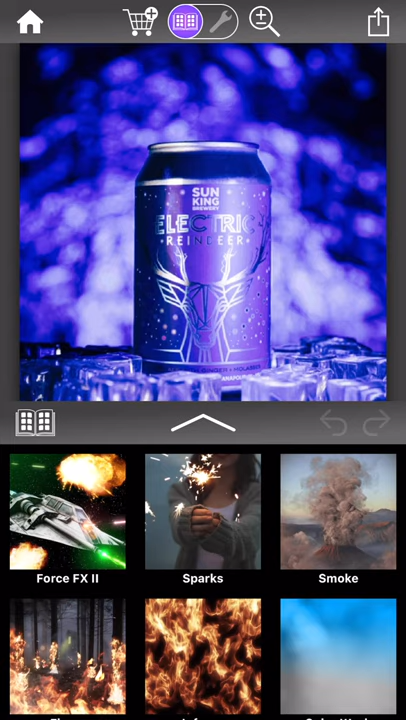 SUN
KING
BREWERY
ELECTRIC
REINDEER
Force FX II
Sparks
Smoke